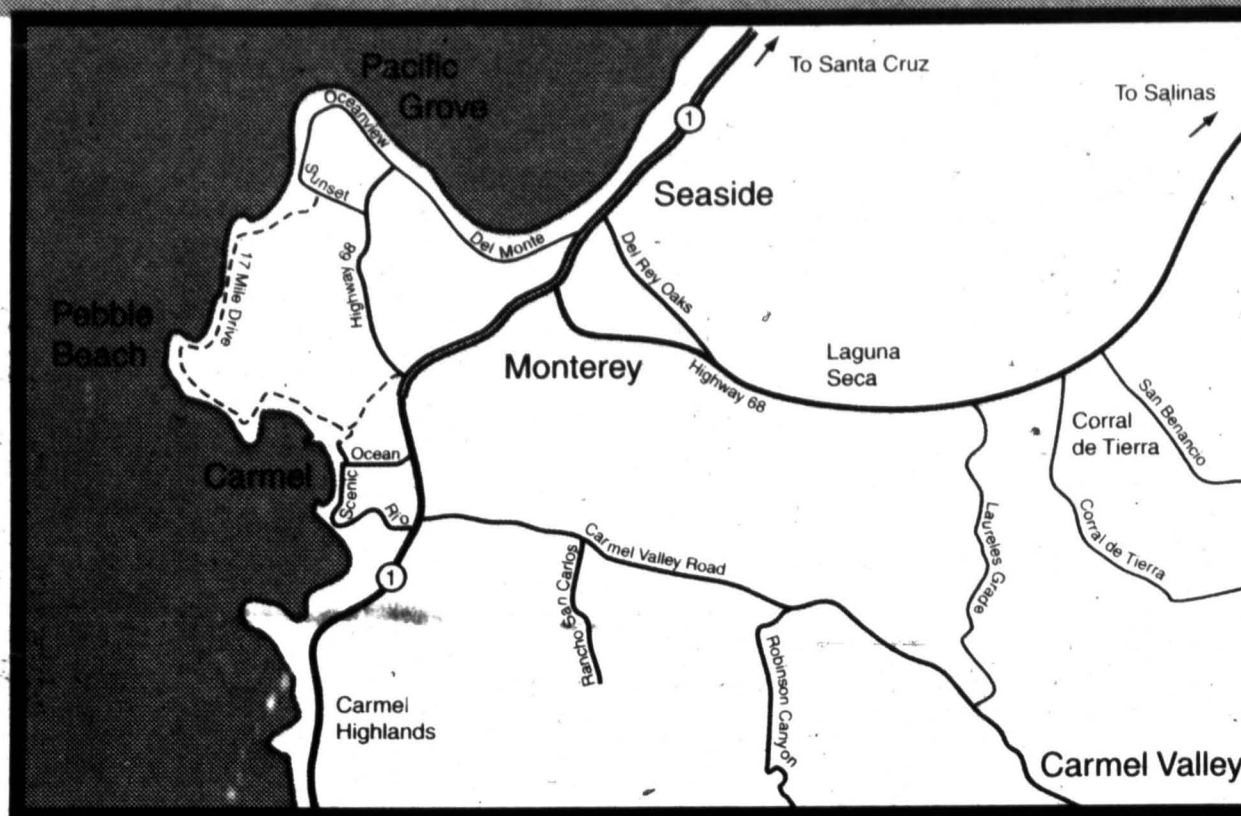 Pacific
Grove
Oceanview
Sunset
To Santa Cruz
To Salinas
1
Seaside
Del Monte
Del Rey Oaks
Highway 68
17 Mile Drive
Pebble
Beach
Monterey
Highway 68
Laguna
Seca
San Benancio
Corral
de Tierra
Corral de Tierra
Laureles Grade
Ocean
Carmel
Scenic
Rio
Carmel Valley Road
1
Rancho San Carlos
Robinson Canyon
Carmel
Highlands
Carmel Valley